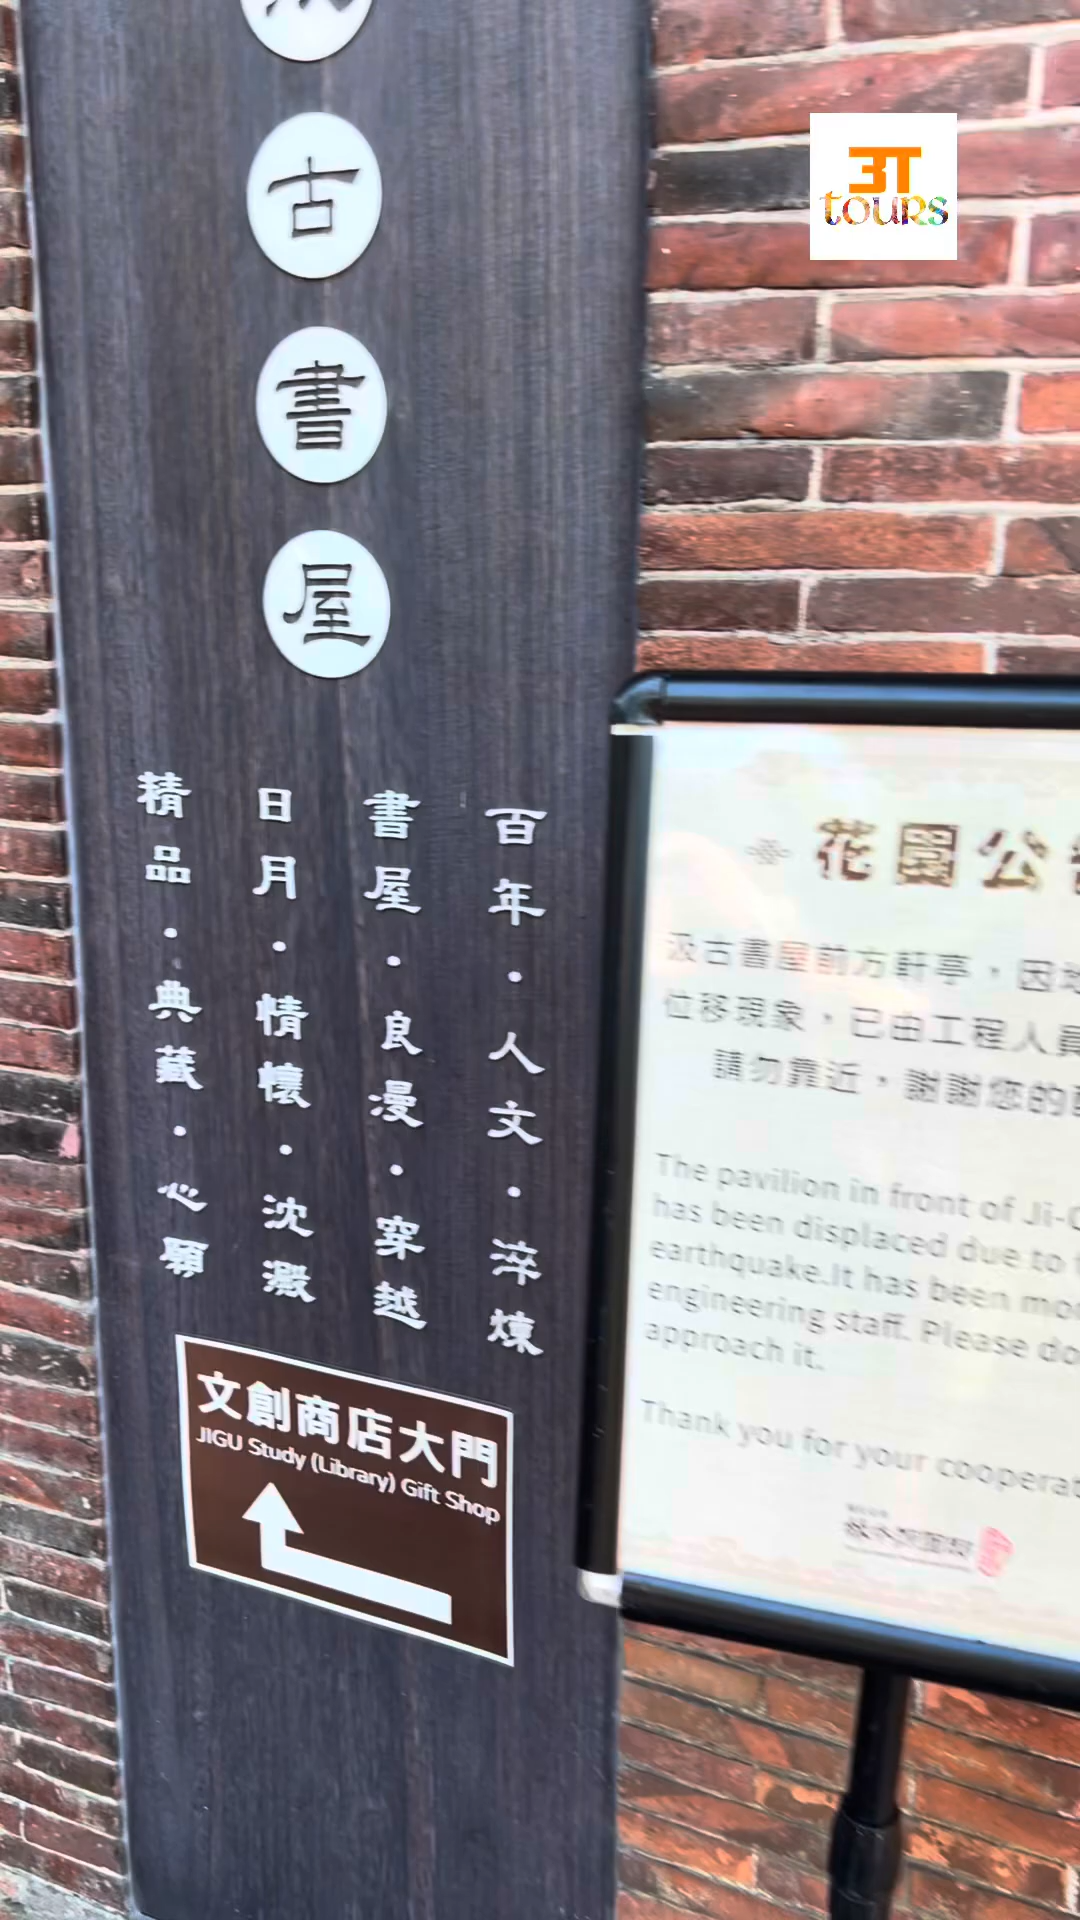 古書屋
百年・人文・淬煉
書屋・良漫・穿越
日月・情懷・沈澱
精品・典藏・心願
文創商店大門
JIGU Study (Library) Gift Shop
3T
tours
花園公
汲古書屋前方軒亭，因地
位移現象，已由工程人員
請勿靠近，謝謝您的
The pavilion in front of Ji-
has been displaced due to
earthquake.It has been
engineering staff. Please do
approach it.
Thank you for your